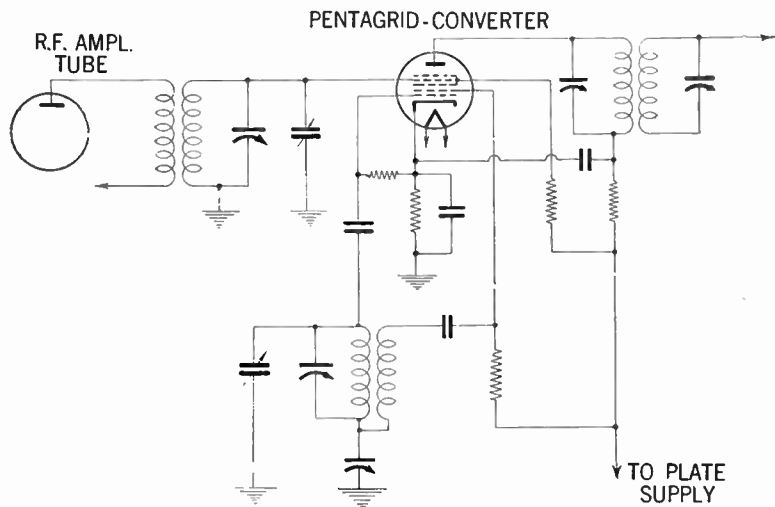 PENTAGRID-CONVERTER
R.F. AMPL.
TUBE
TO PLATE
SUPPLY